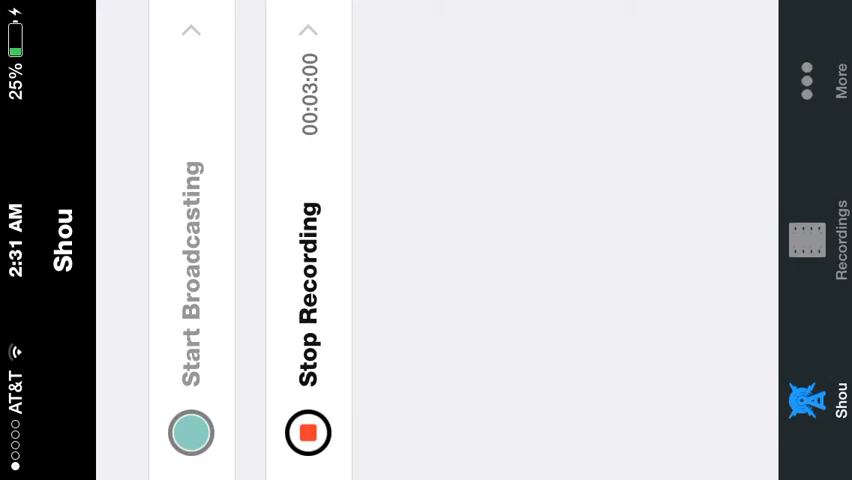 AT&T 2:31 AM 25%
Shou
Start Broadcasting
Stop Recording 00:03:00
Shou Recordings More